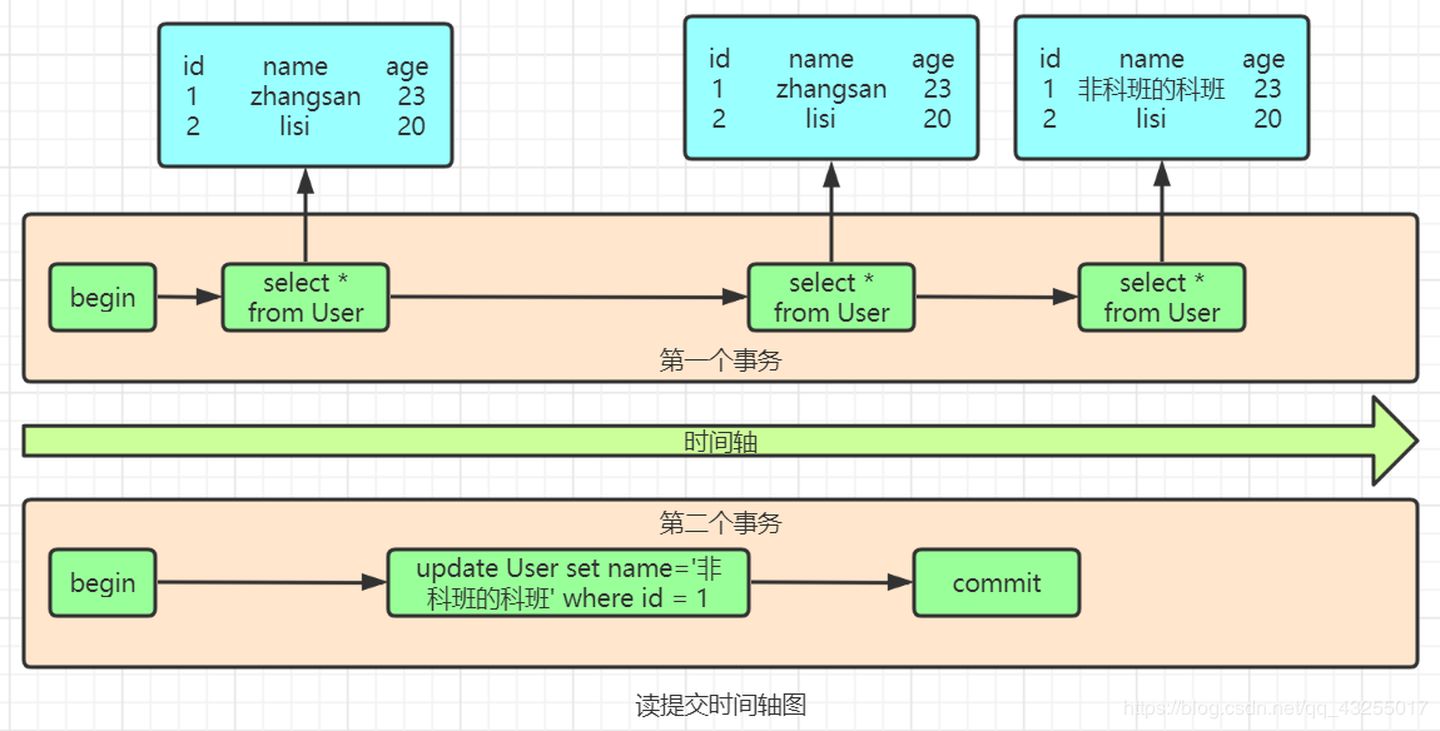 id name age
1 zhangsan 23
2 lisi 20
id name age
1 zhangsan 23
2 lisi 20
id name age
1 非科班的科班 23
2 lisi 20
begin
select *
from User
select *
from User
select *
from User
第一个事务
时间轴
第二个事务
begin
update User set name='非
科班的科班' where id = 1
commit
读提交时间轴图
https://blog.csdn.net/qq_43255017